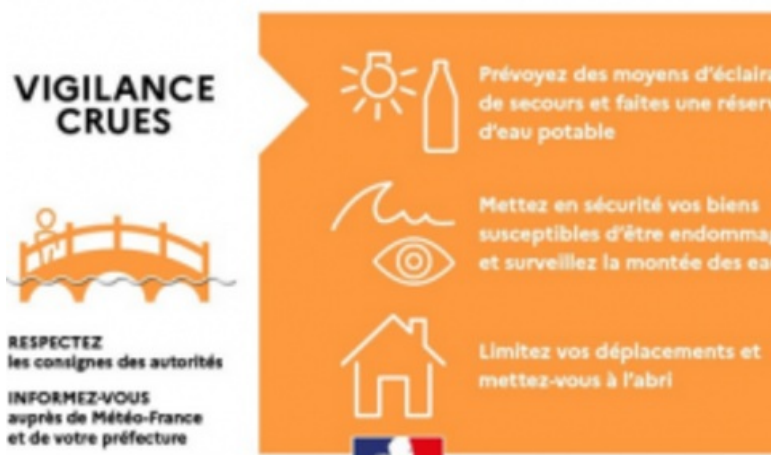 VIGILANCE
CRUES
RESPECTEZ
les consignes des autorités
INFORMEZ-VOUS
auprès de Météo-France
et de votre préfecture
Prévoyez des moyens d'éclaira
de secours et faites une réserv
d'eau potable
Mettez en sécurité vos biens
susceptibles d'être endommag
et surveillez la montée des ea
Limitez vos déplacements et
mettez-vous à l'abri